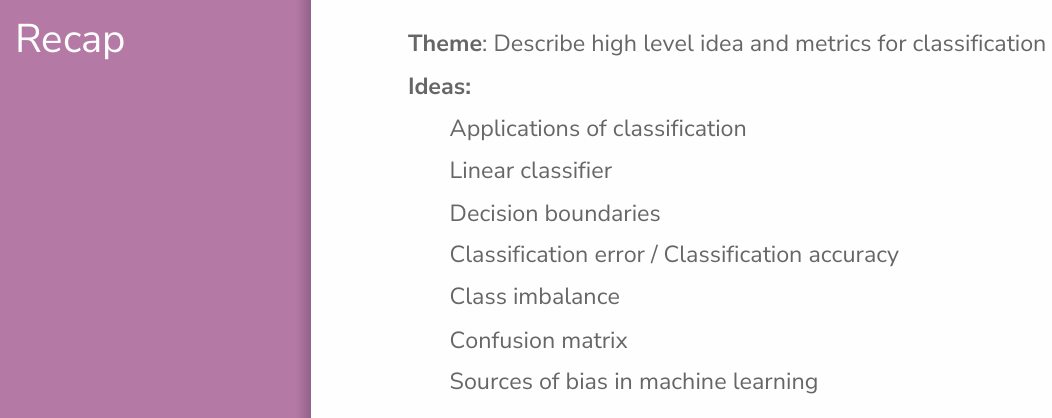 Recap
Theme: Describe high level idea and metrics for classification
Ideas:
Applications of classification
Linear classifier
Decision boundaries
Classification error / Classification accuracy
Class imbalance
Confusion matrix
Sources of bias in machine learning